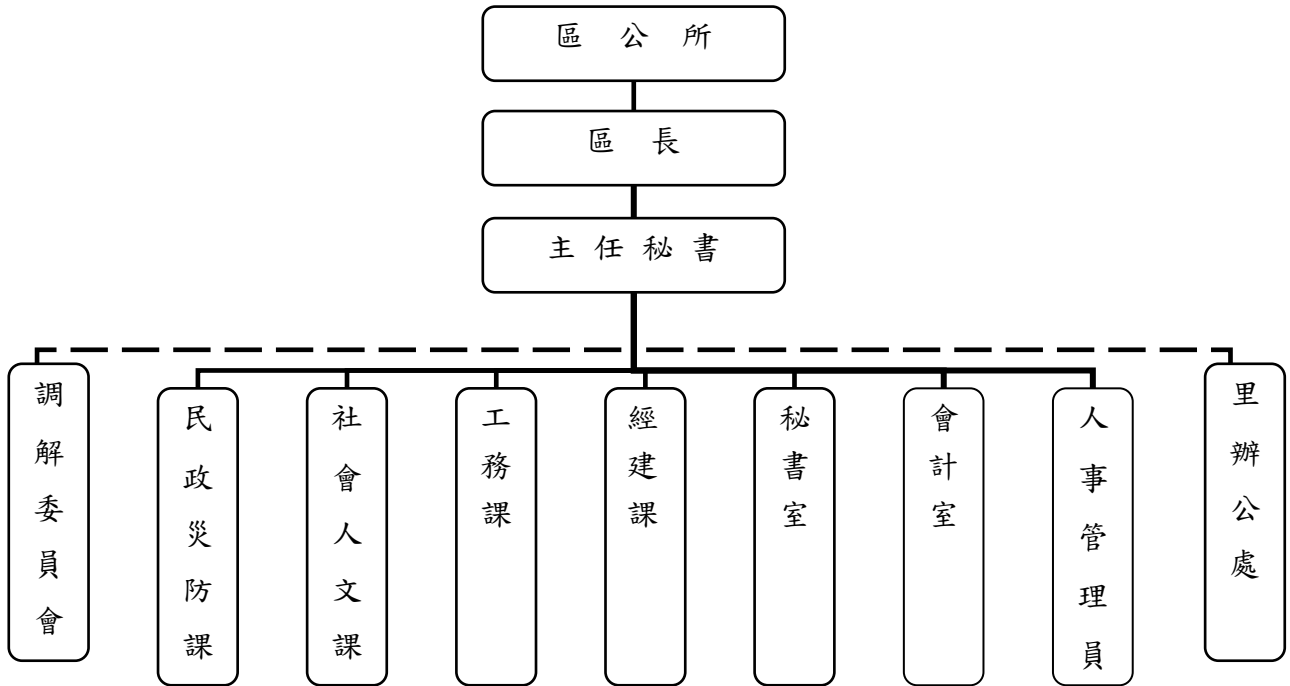 區公所
區長
主任秘書
調解委員會
民政災防課
社會人文課
工務課
經建課
秘書室
會計室
人事管理員
里辦公處